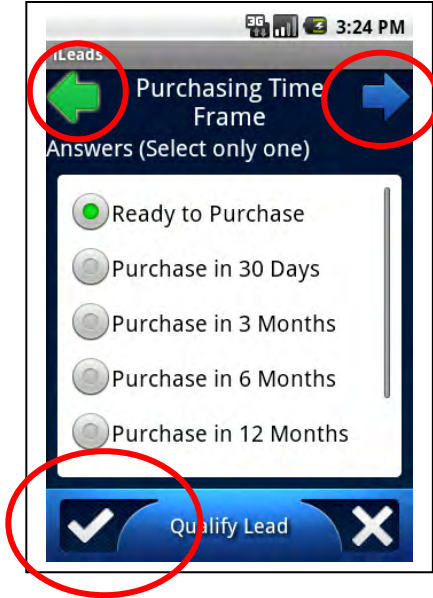 3G 3:24 PM
iLeads
Purchasing Time
Frame
Answers (Select only one)
Ready to Purchase
Purchase in 30 Days
Purchase in 3 Months
Purchase in 6 Months
Purchase in 12 Months
Qualify Lead